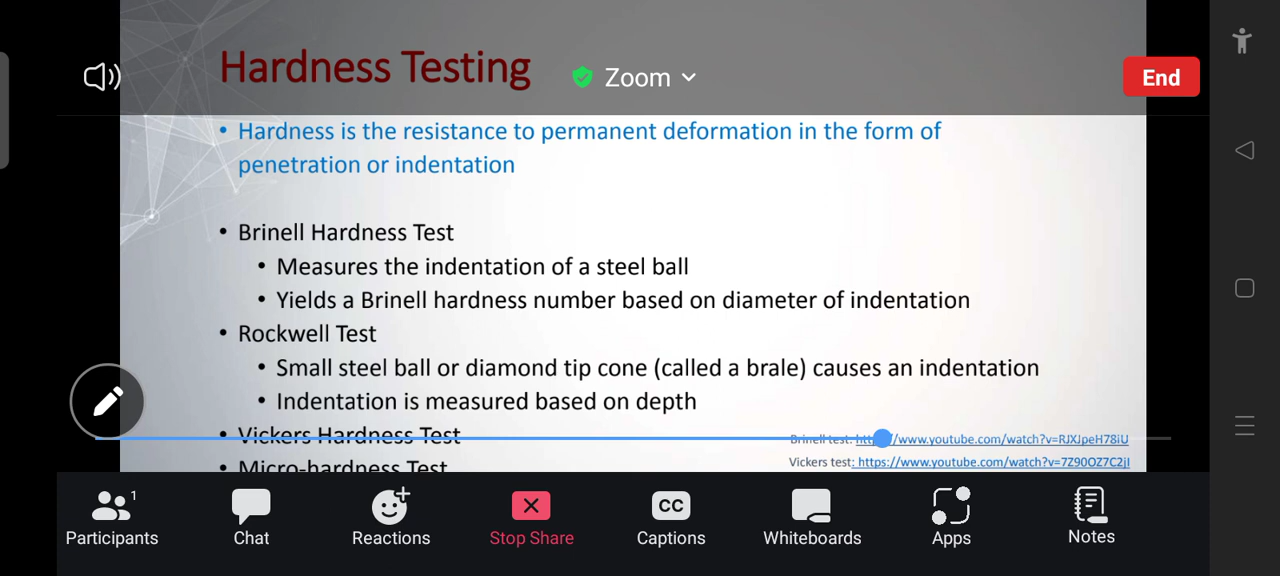 Hardness Testing
Zoom
End
• Hardness is the resistance to permanent deformation in the form of
penetration or indentation
• Brinell Hardness Test
• Measures the indentation of a steel ball
• Yields a Brinell hardness number based on diameter of indentation
• Rockwell Test
• Small steel ball or diamond tip cone (called a brale) causes an indentation
• Indentation is measured based on depth
• Vickers Hardness Test
Brinell test: /www.youtube.com/watch?v=RJXJpeH78iU
• Micro-hardness Test
Vickers test: https://www.youtube.com/watch?v=7Z90OZ7C2jI
1
Participants
Chat
Reactions
Stop Share
CC
Captions
Whiteboards
Apps
Notes